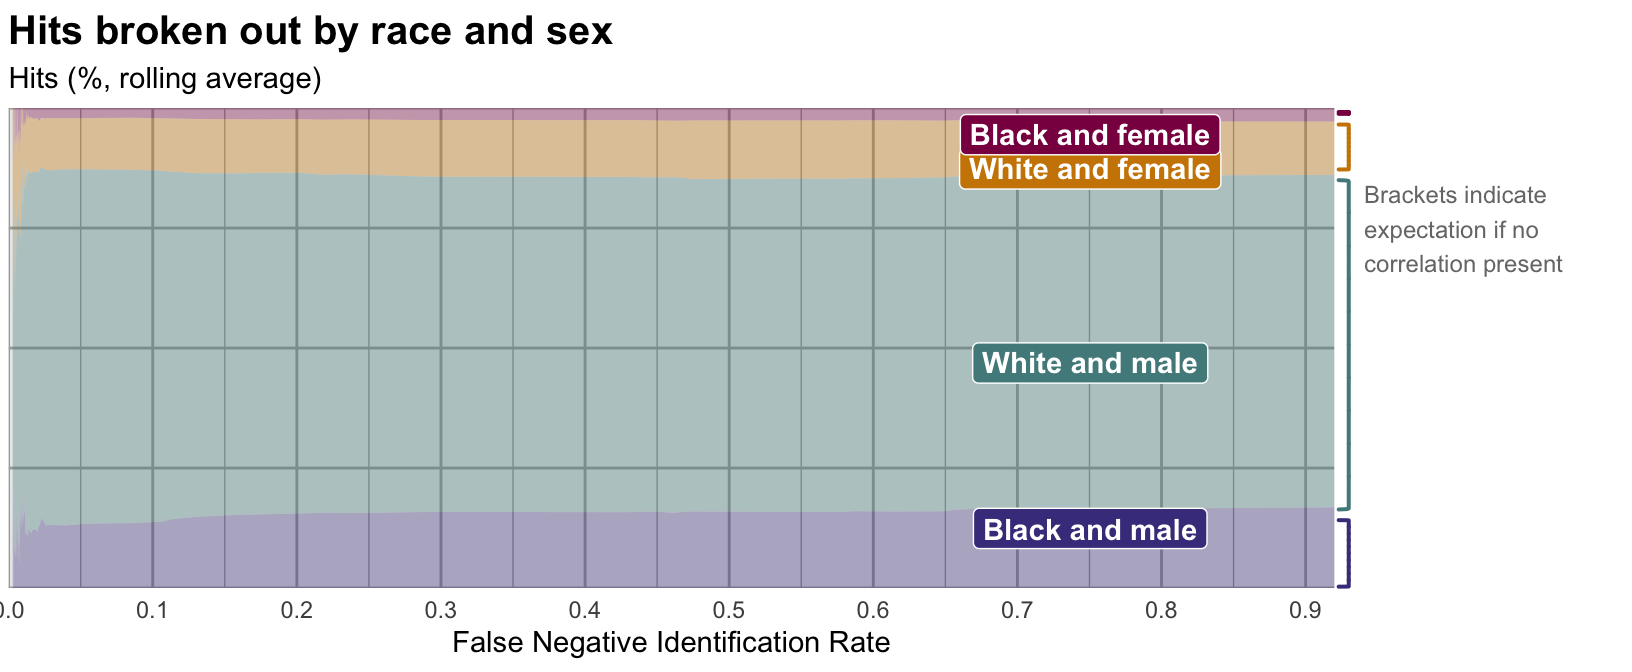 Hits broken out by race and sex
Hits (%, rolling average)
Black and female
White and female
Brackets indicate
expectation if no
correlation present
White and male
Black and male
0.0 0.1 0.2 0.3 0.4 0.5 0.6 0.7 0.8 0.9
False Negative Identification Rate